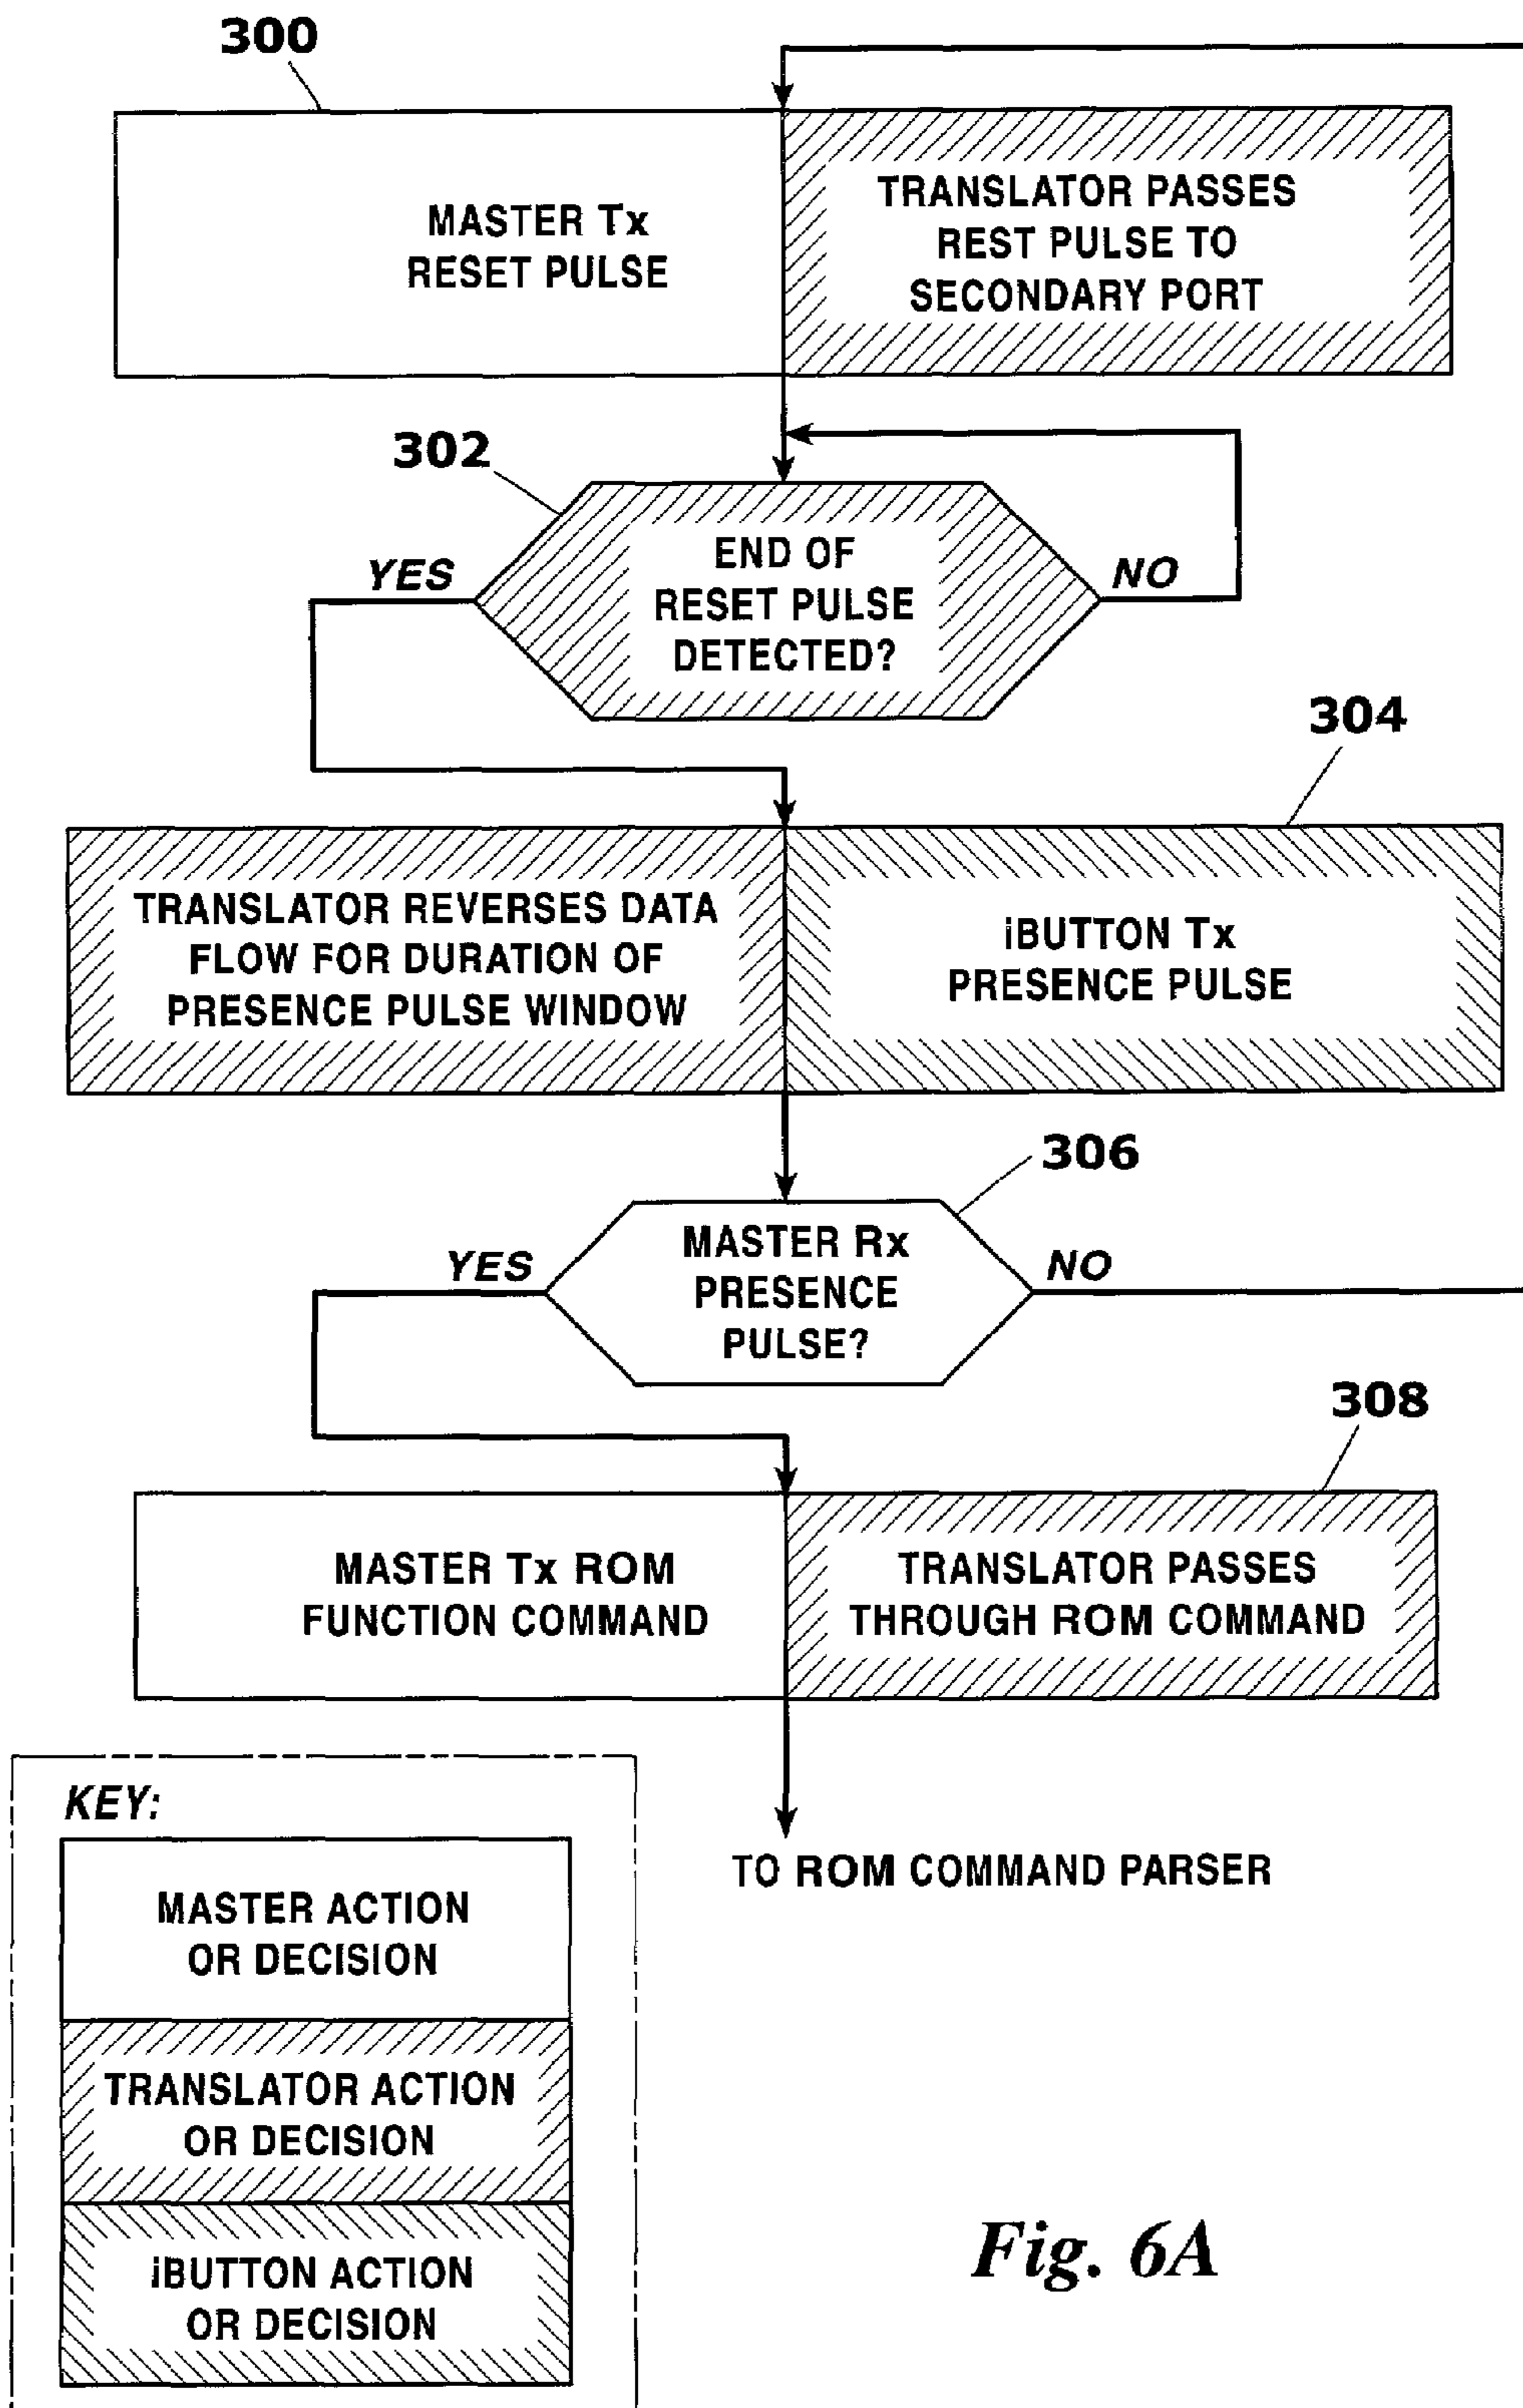 300
MASTER Tx
RESET PULSE
TRANSLATOR PASSES
REST PULSE TO
SECONDARY PORT
302
YES
END OF
RESET PULSE
DETECTED?
NO
304
TRANSLATOR REVERSES DATA
FLOW FOR DURATION OF
PRESENCE PULSE WINDOW
iBUTTON Tx
PRESENCE PULSE
306
YES
MASTER Rx
PRESENCE
PULSE?
NO
308
MASTER Tx ROM
FUNCTION COMMAND
TRANSLATOR PASSES
THROUGH ROM COMMAND
TO ROM COMMAND PARSER
KEY:
MASTER ACTION
OR DECISION
TRANSLATOR ACTION
OR DECISION
iBUTTON ACTION
OR DECISION
Fig. 6A